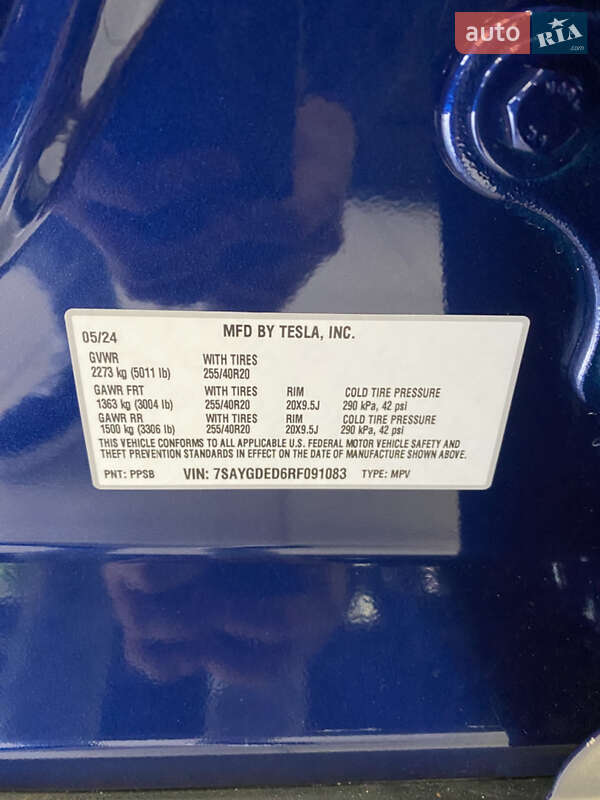 auto RIA .com
05/24 MFD BY TESLA, INC.
GVWR WITH TIRES
2273 kg (5011 lb) 255/40R20
GAWR FRT WITH TIRES RIM COLD TIRE PRESSURE
1363 kg (3004 lb) 255/40R20 20X9.5J 290 kPa, 42 psi
GAWR RR WITH TIRES RIM COLD TIRE PRESSURE
1500 kg (3306 lb) 255/40R20 20X9.5J 290 kPa, 42 psi
THIS VEHICLE CONFORMS TO ALL APPLICABLE U.S. FEDERAL MOTOR VEHICLE SAFETY AND
THEFT PREVENTION STANDARDS IN EFFECT ON THE DATE OF MANUFACTURE SHOWN ABOVE.
PNT: PPSB VIN: 7SAYGDED6RF091083 TYPE: MPV